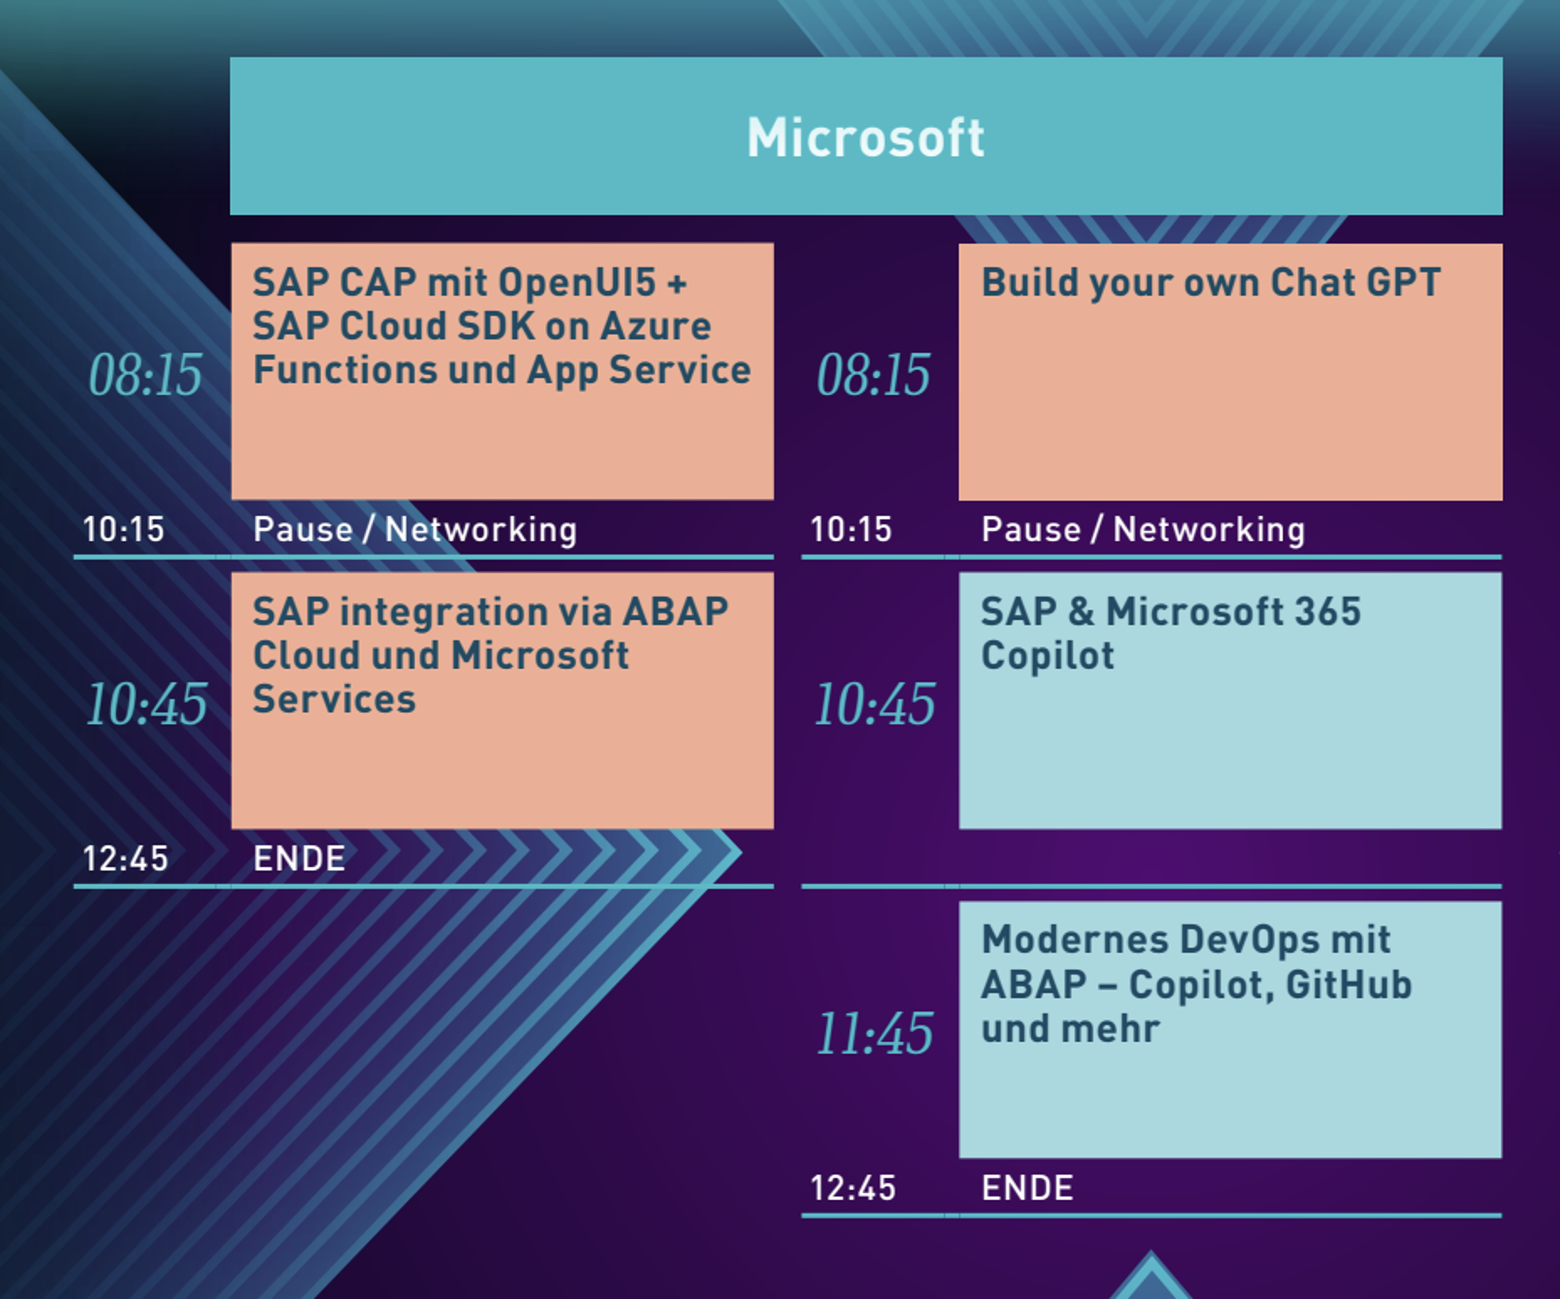 Microsoft
08:15
SAP CAP mit OpenUI5 +
SAP Cloud SDK on Azure
Functions und App Service
10:15 Pause / Networking
10:45
SAP integration via ABAP
Cloud und Microsoft
Services
12:45 ENDE
08:15
Build your own Chat GPT
10:15 Pause / Networking
10:45
SAP & Microsoft 365
Copilot
11:45
Modernes DevOps mit
ABAP – Copilot, GitHub
und mehr
12:45 ENDE